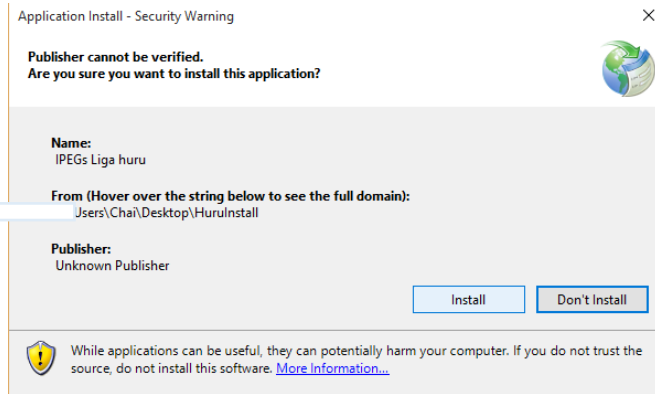 Application Install - Security Warning
Publisher cannot be verified.
Are you sure you want to install this application?
Name:
IPEGs Liga huru
From (Hover over the string below to see the full domain):
Users\Chai\Desktop\HuruInstall
Publisher:
Unknown Publisher
Install
Don't Install
While applications can be useful, they can potentially harm your computer. If you do not trust the
source, do not install this software. More Information...